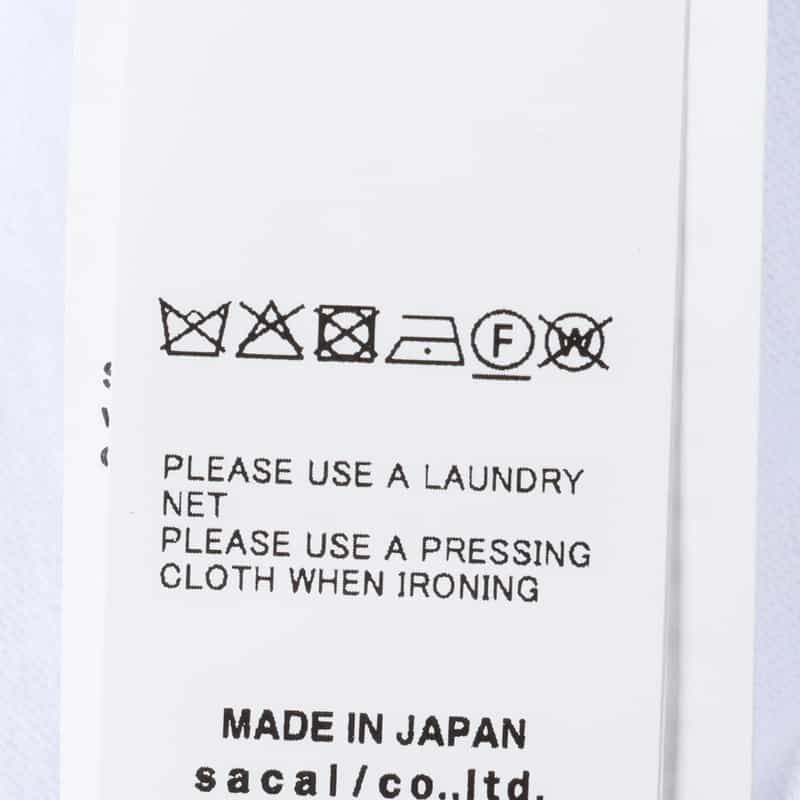 F W
PLEASE USE A LAUNDRY
NET
PLEASE USE A PRESSING
CLOTH WHEN IRONING
MADE IN JAPAN
sacai/co.,ltd.